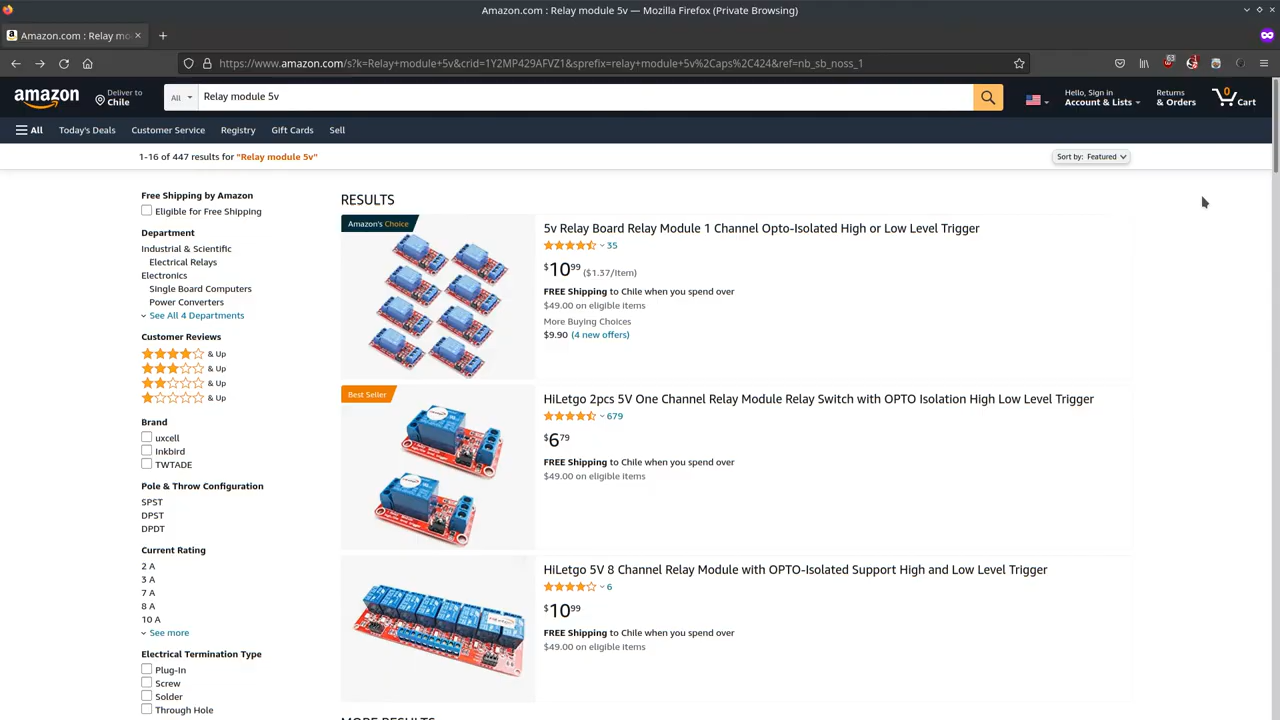 Amazon.com : Relay module 5v — Mozilla Firefox (Private Browsing)
Amazon.com : Relay mo
https://www.amazon.com/s?k=Relay+module+5v&crid=1Y2MP429AFVZ1&sprefix=relay+module+5v%2Caps%2C424&ref=nb_sb_noss_1
amazon
Deliver to
Chile
All
Relay module 5v
Hello, Sign in
Account & Lists
Returns
& Orders
0
Cart
All
Today's Deals
Customer Service
Registry
Gift Cards
Sell
1-16 of 447 results for "Relay module 5v"
Sort by: Featured
Free Shipping by Amazon
Eligible for Free Shipping
Department
Industrial & Scientific
Electrical Relays
Electronics
Single Board Computers
Power Converters
See All 4 Departments
Customer Reviews
& Up
& Up
& Up
& Up
Brand
uxcell
Inkbird
TWTADE
Pole & Throw Configuration
SPST
DPST
DPDT
Current Rating
2 A
3 A
7 A
8 A
10 A
See more
Electrical Termination Type
Plug-In
Screw
Solder
Through Hole
RESULTS
Amazon's Choice
5v Relay Board Relay Module 1 Channel Opto-Isolated High or Low Level Trigger
35
$10⁹⁹ ($1.37/Item)
FREE Shipping to Chile when you spend over
$49.00 on eligible items
More Buying Choices
$9.90 (4 new offers)
Best Seller
HiLetgo 2pcs 5V One Channel Relay Module Relay Switch with OPTO Isolation High Low Level Trigger
679
$6⁷⁹
FREE Shipping to Chile when you spend over
$49.00 on eligible items
HiLetgo 5V 8 Channel Relay Module with OPTO-Isolated Support High and Low Level Trigger
6
$10⁹⁹
FREE Shipping to Chile when you spend over
$49.00 on eligible items
MORE RESULTS